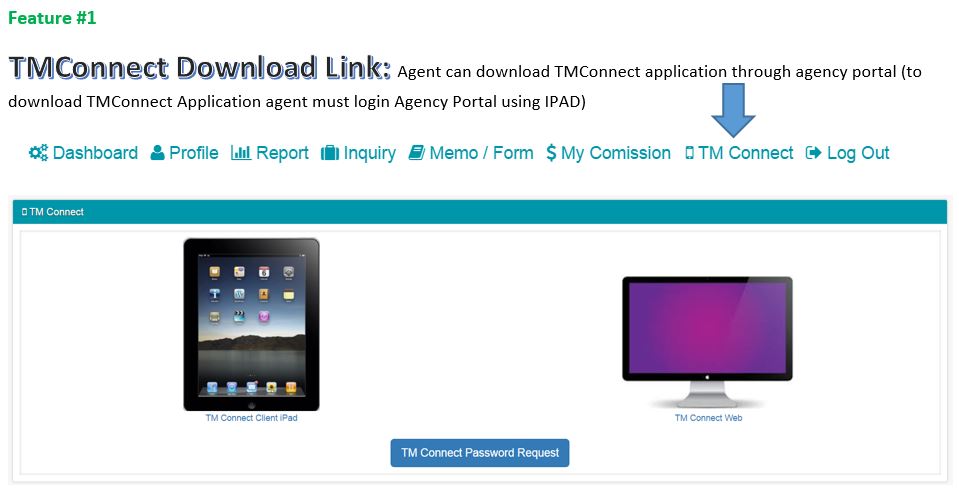 Feature #1
TMConnect Download Link: Agent can download TMConnect application through agency portal (to
download TMConnect Application agent must login Agency Portal using IPAD)
Dashboard Profile Report Inquiry Memo / Form $ My Comission TM Connect Log Out
TM Connect
TM Connect Client iPad TM Connect Web
TM Connect Password Request